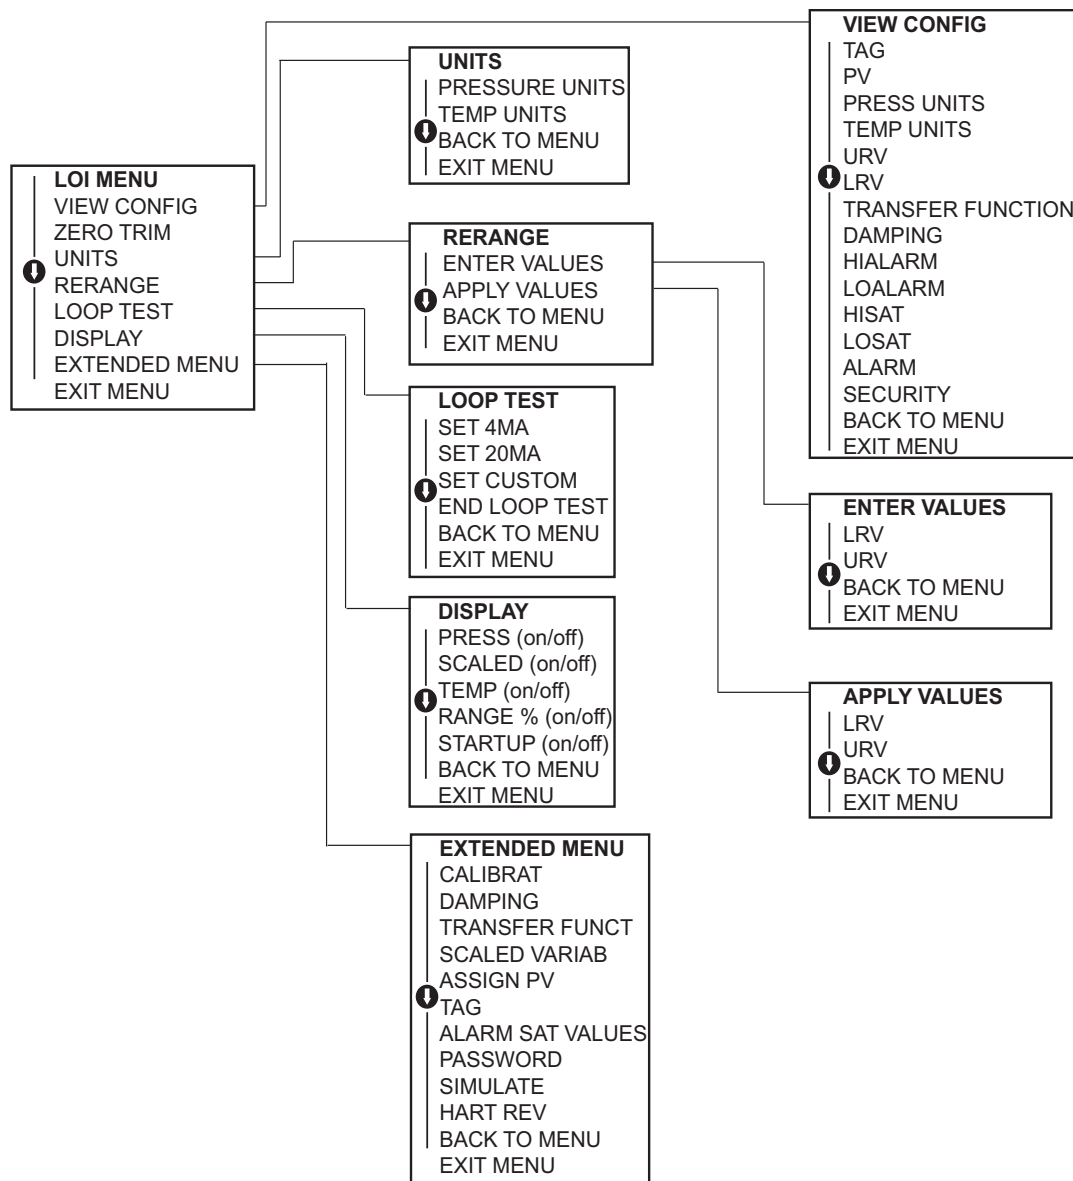 LOI MENU
VIEW CONFIG
ZERO TRIM
UNITS
RERANGE
LOOP TEST
DISPLAY
EXTENDED MENU
EXIT MENU
UNITS
PRESSURE UNITS
TEMP UNITS
BACK TO MENU
EXIT MENU
RERANGE
ENTER VALUES
APPLY VALUES
BACK TO MENU
EXIT MENU
LOOP TEST
SET 4MA
SET 20MA
SET CUSTOM
END LOOP TEST
BACK TO MENU
EXIT MENU
DISPLAY
PRESS (on/off)
SCALED (on/off)
TEMP (on/off)
RANGE % (on/off)
STARTUP (on/off)
BACK TO MENU
EXIT MENU
EXTENDED MENU
CALIBRAT
DAMPING
TRANSFER FUNCT
SCALED VARIAB
ASSIGN PV
TAG
ALARM SAT VALUES
PASSWORD
SIMULATE
HART REV
BACK TO MENU
EXIT MENU
VIEW CONFIG
TAG
PV
PRESS UNITS
TEMP UNITS
URV
LRV
TRANSFER FUNCTION
DAMPING
HIALARM
LOALARM
HISAT
LOSAT
ALARM
SECURITY
BACK TO MENU
EXIT MENU
ENTER VALUES
LRV
URV
BACK TO MENU
EXIT MENU
APPLY VALUES
LRV
URV
BACK TO MENU
EXIT MENU